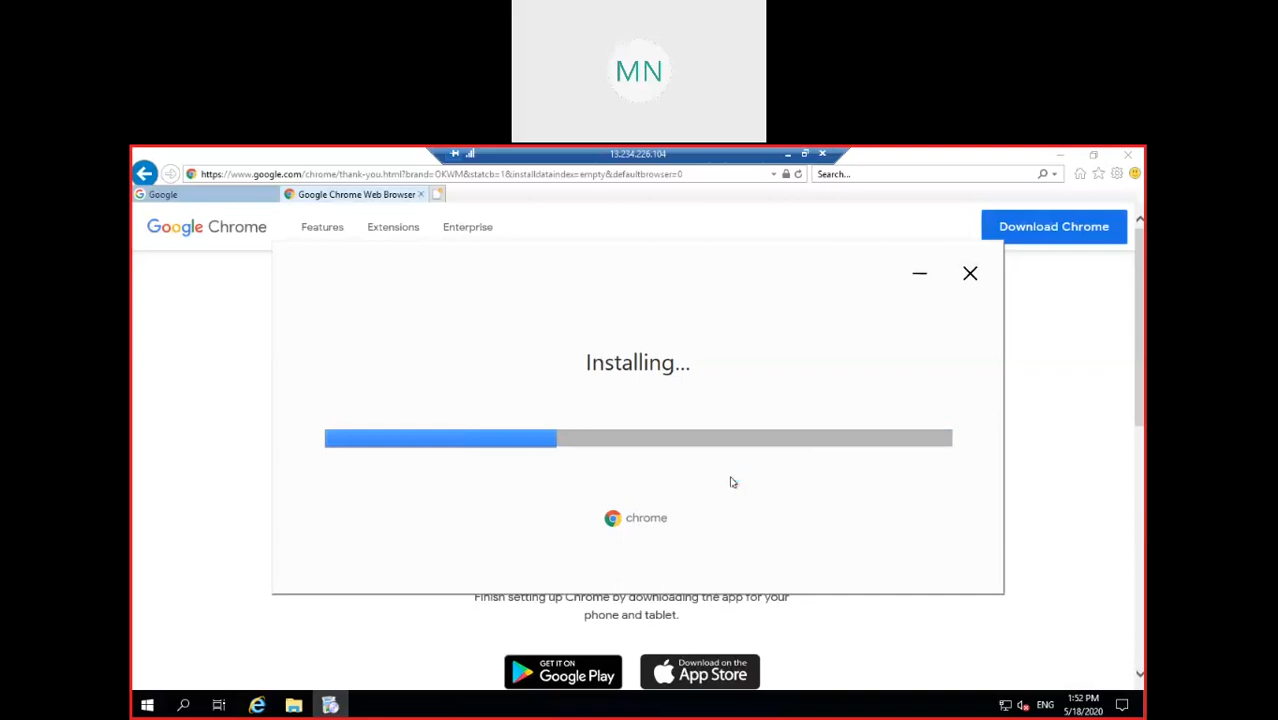 MN
13.234.226.104
https://www.google.com/chrome/thank-you.html?brand=OKWM&statcb=1&installdataindex=empty&defaultbrowser=0
Search...
Google
Google Chrome Web Browser
Google Chrome
Features
Extensions
Enterprise
Download Chrome
Installing...
chrome
Finish setting up Chrome by downloading the app for your
phone and tablet.
GET IT ON
Google Play
Download on the
App Store
ENG
1:52 PM
5/18/2020